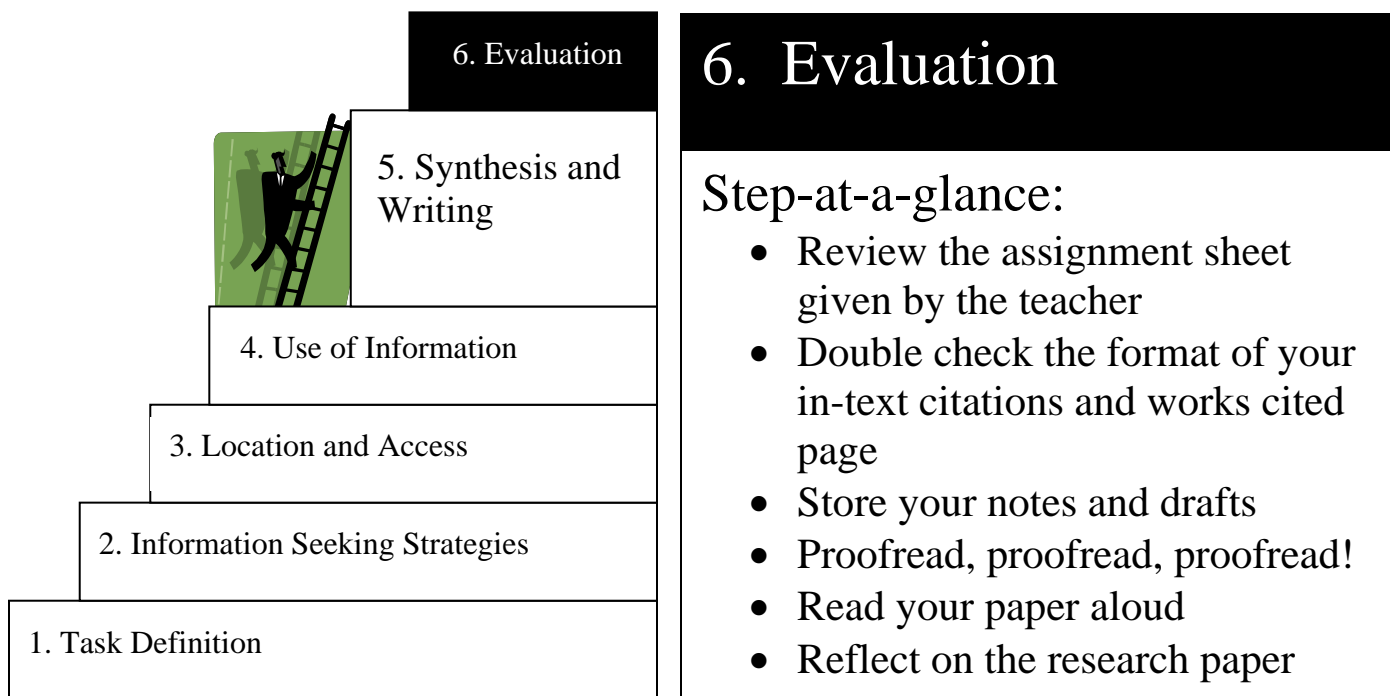 6. Evaluation
5. Synthesis and
Writing
4. Use of Information
3. Location and Access
2. Information Seeking Strategies
1. Task Definition
6. Evaluation
Step-at-a-glance:
• Review the assignment sheet
given by the teacher
• Double check the format of your
in-text citations and works cited
page
• Store your notes and drafts
• Proofread, proofread, proofread!
• Read your paper aloud
• Reflect on the research paper